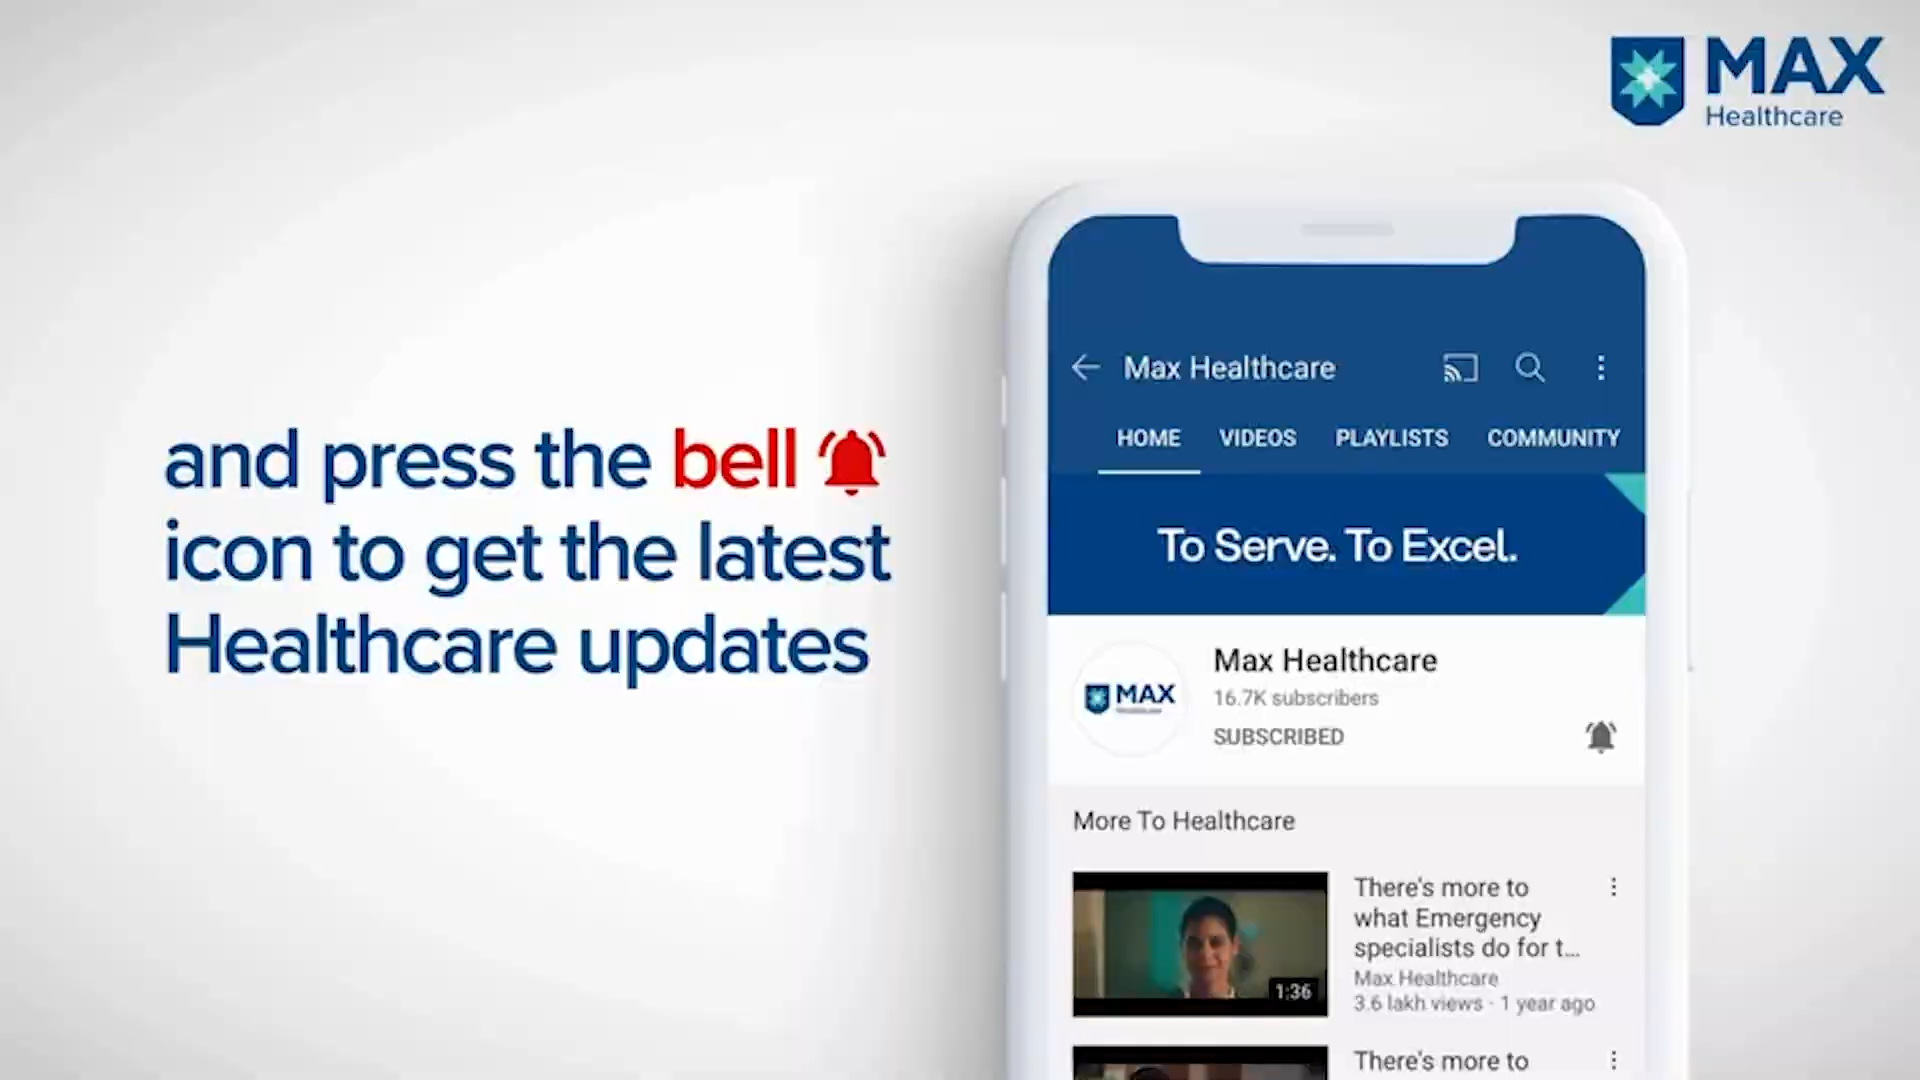 MAX
Healthcare
and press the bell
icon to get the latest
Healthcare updates
Max Healthcare
HOME VIDEOS PLAYLISTS COMMUNITY
To Serve. To Excel.
MAX
Max Healthcare
16.7K subscribers
SUBSCRIBED
More To Healthcare
There's more to
what Emergency
specialists do for t...
Max Healthcare
3.6 lakh views · 1 year ago
1:36
There's more to